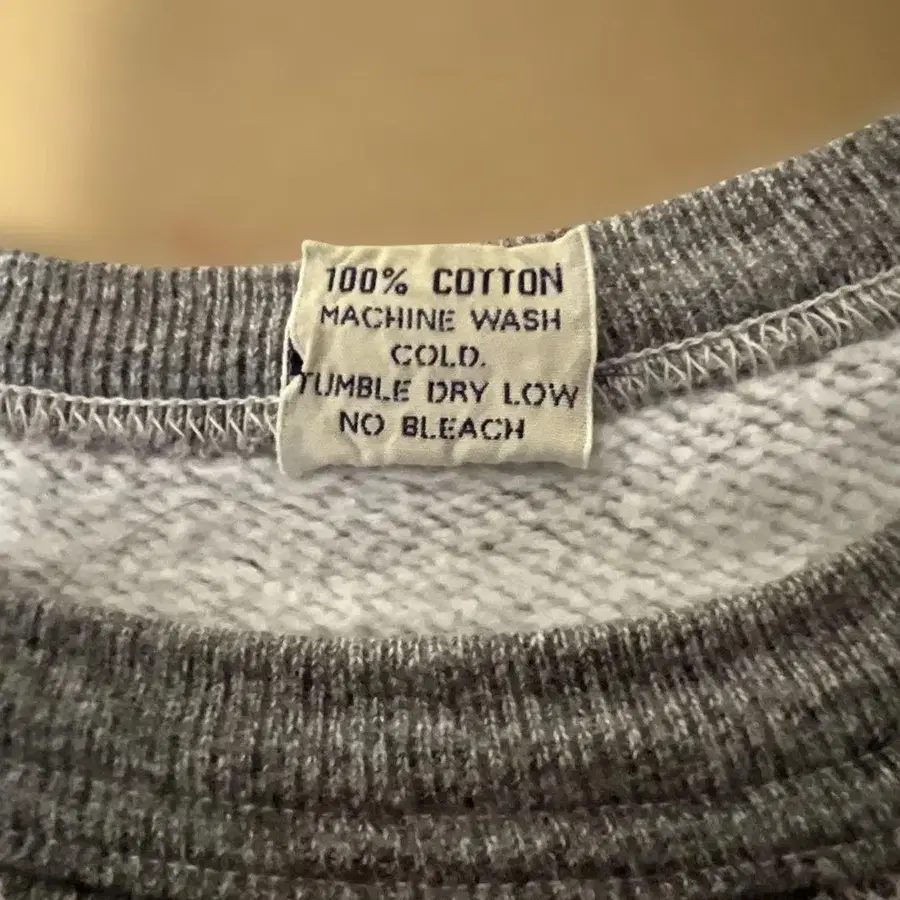 100% COTTON
MACHINE WASH
COLD.
TUMBLE DRY LOW
NO BLEACH